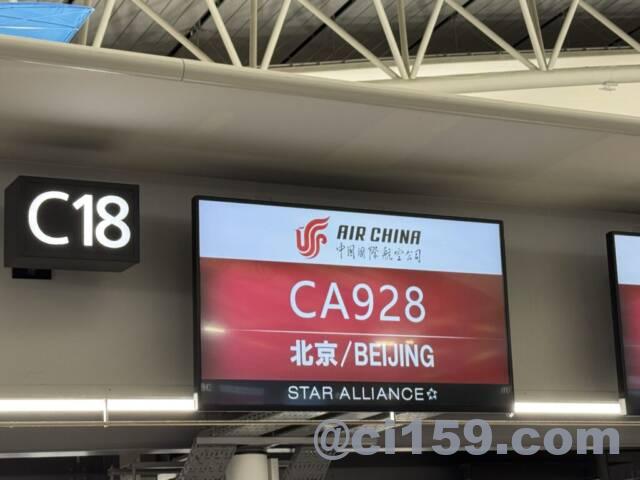 C18
AIR CHINA
中国国际航空公司
CA928
北京/BEIJING
STAR ALLIANCE
@ci159.com